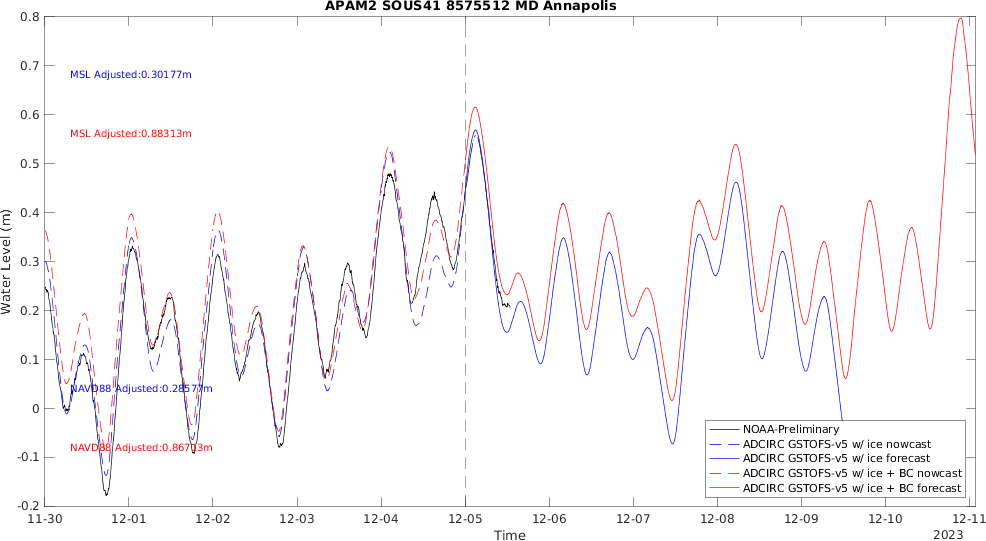 APAM2 SOUS41 8575512 MD Annapolis
Water Level (m)
0.8
0.7
0.6
0.5
0.4
0.3
0.2
0.1
0
-0.1
-0.2
MSL Adjusted:0.30177m
MSL Adjusted:0.88313m
NAVD88 Adjusted:0.28577m
NAVD88 Adjusted:0.86713m
NOAA-Preliminary
ADCIRC GSTOFS-v5 w/ ice nowcast
ADCIRC GSTOFS-v5 w/ ice forecast
ADCIRC GSTOFS-v5 w/ ice + BC nowcast
ADCIRC GSTOFS-v5 w/ ice + BC forecast
11-30 12-01 12-02 12-03 12-04 12-05 12-06 12-07 12-08 12-09 12-10 12-11
Time
2023